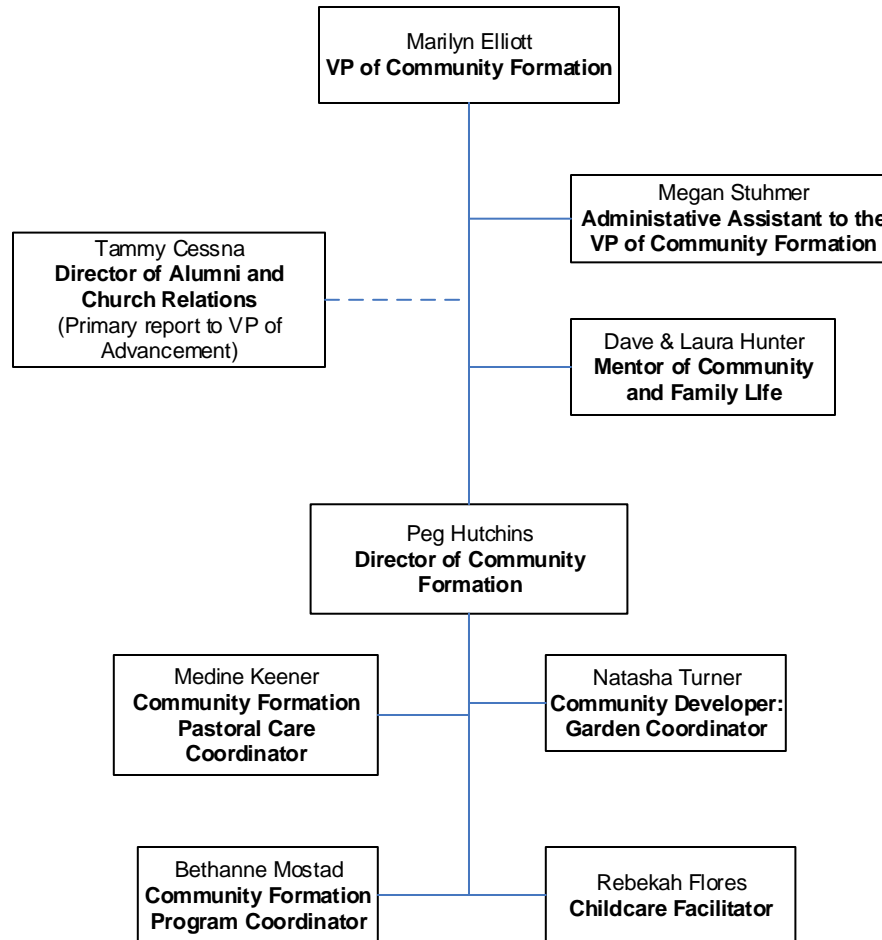 Marilyn Elliott
VP of Community Formation
Megan Stuhmer
Administative Assistant to the
VP of Community Formation
Tammy Cessna
Director of Alumni and
Church Relations
(Primary report to VP of
Advancement)
Dave & Laura Hunter
Mentor of Community
and Family LIfe
Peg Hutchins
Director of Community
Formation
Medine Keener
Community Formation
Pastoral Care
Coordinator
Natasha Turner
Community Developer:
Garden Coordinator
Bethanne Mostad
Community Formation
Program Coordinator
Rebekah Flores
Childcare Facilitator